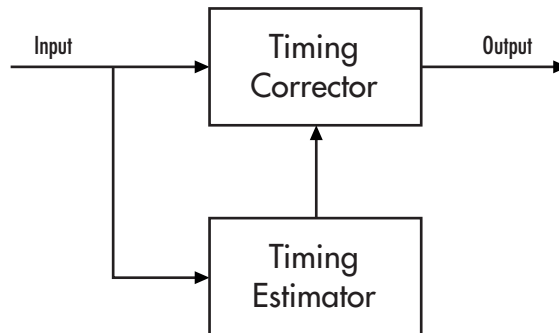 Input
Timing
Corrector
Output
Timing
Estimator